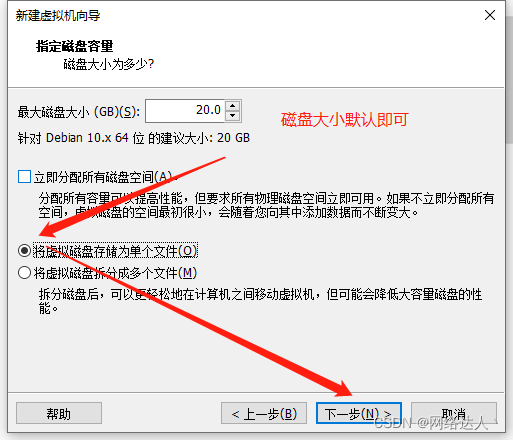 新建虚拟机向导
指定磁盘容量
磁盘大小为多少?
最大磁盘大小 (GB)(S):
20.0
磁盘大小默认即可
针对 Debian 10.x 64 位 的建议大小: 20 GB
立即分配所有磁盘空间(A).
分配所有容量可以提高性能，但要求所有物理磁盘空间立即可用。如果不立即分配所有
空间，虚拟磁盘的空间最初很小，会随着您向其中添加数据而不断变大。
将虚拟磁盘存储为单个文件(O)
将虚拟磁盘拆分成多个文件(M)
拆分磁盘后，可以更轻松地在计算机之间移动虚拟机，但可能会降低大容量磁盘的性
能。
帮助
< 上一步(B)
下一步(N) >
取消
CSDN @网络达人丶